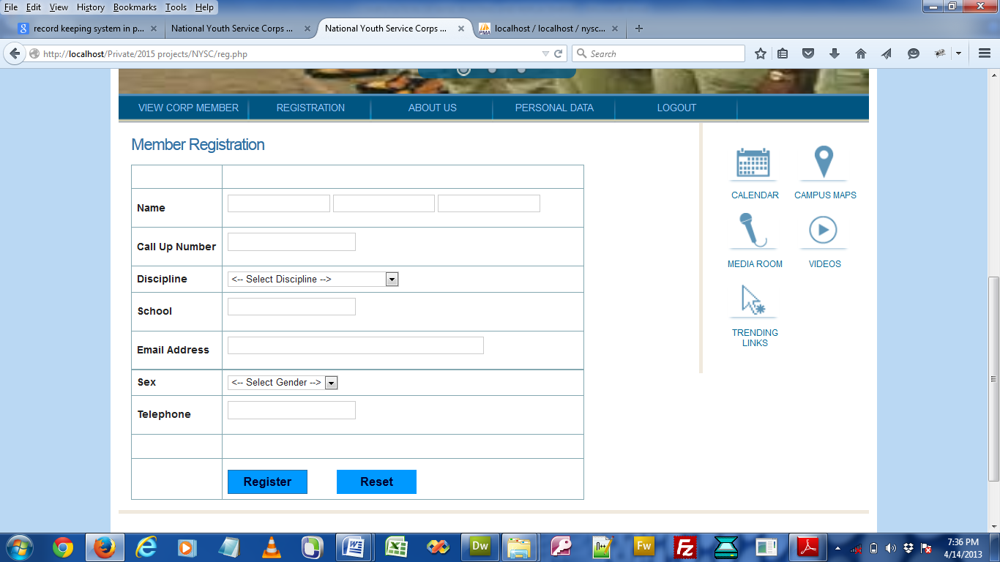 File Edit View History Bookmarks Tools Help
record keeping system in p... × National Youth Service Corps ... × National Youth Service Corps ... × localhost / localhost / nysc... × +
http://localhost/Private/2015 projects/NYSC/reg.php Search
VIEW CORP MEMBER REGISTRATION ABOUT US PERSONAL DATA LOGOUT
Member Registration
Name
Call Up Number
Discipline <-- Select Discipline -->
School
Email Address
Sex <-- Select Gender -->
Telephone
Register Reset
CALENDAR CAMPUS MAPS
MEDIA ROOM VIDEOS
TRENDING
LINKS
7:36 PM
4/14/2013